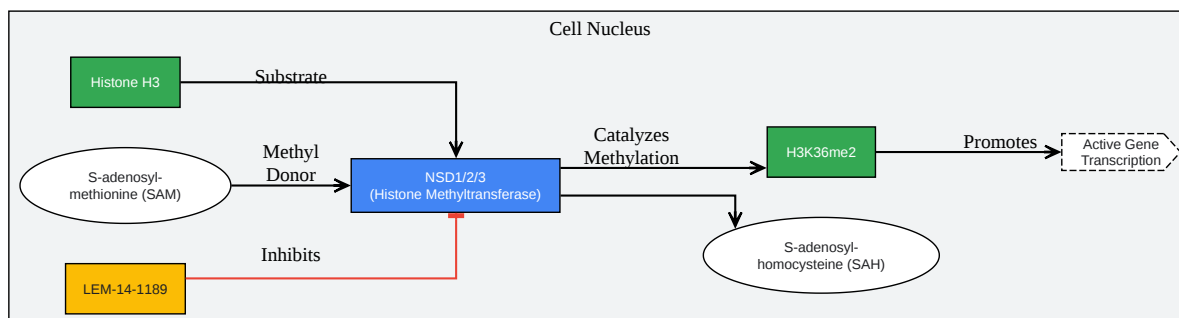 Cell Nucleus
Histone H3
Substrate
S-adenosyl-
methionine (SAM)
Methyl
Donor
NSD1/2/3
(Histone Methyltransferase)
Catalyzes
Methylation
H3K36me2
Promotes
Active Gene
Transcription
S-adenosyl-
homocysteine (SAH)
Inhibits
LEM-14-1189